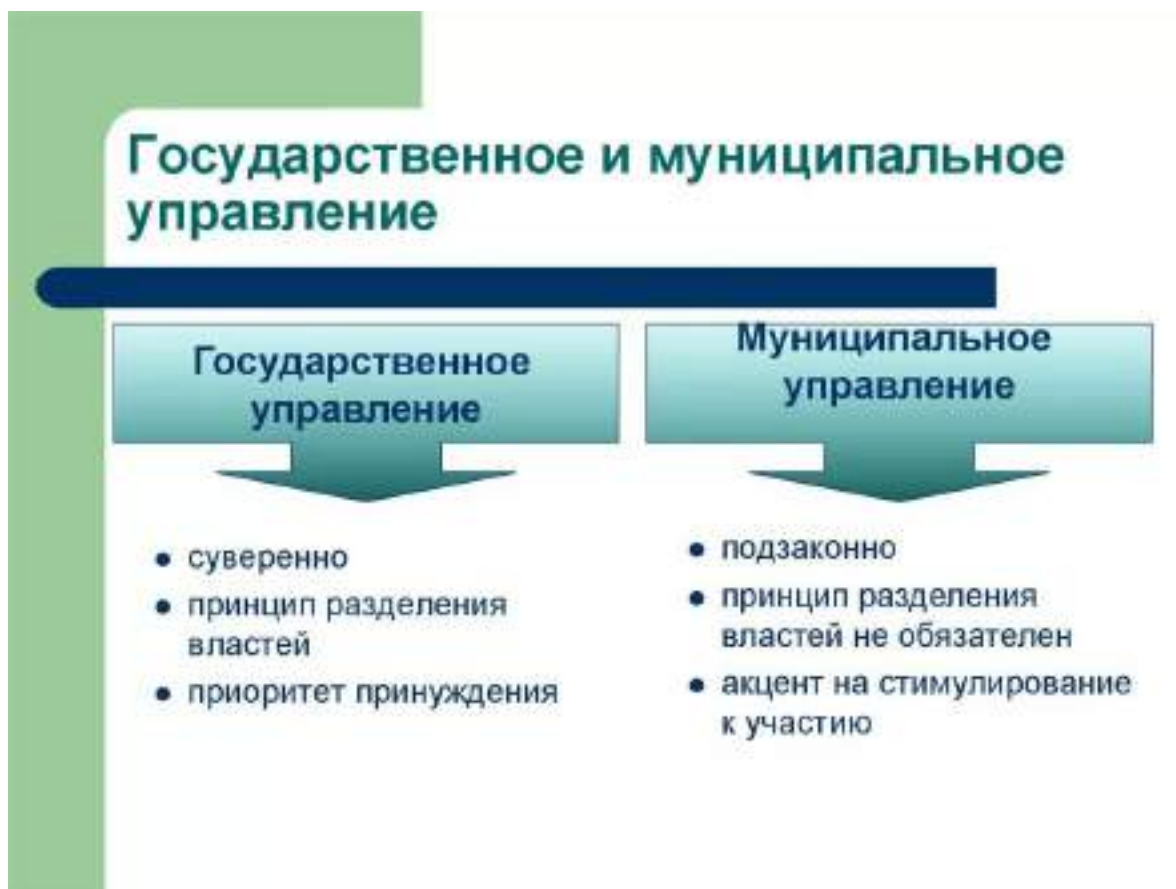 Государственное и муниципальное
управление
Государственное
управление
• суверенно
• принцип разделения
властей
• приоритет принуждения
Муниципальное
управление
• подзаконно
• принцип разделения
властей не обязателен
• акцент на стимулирование
к участию